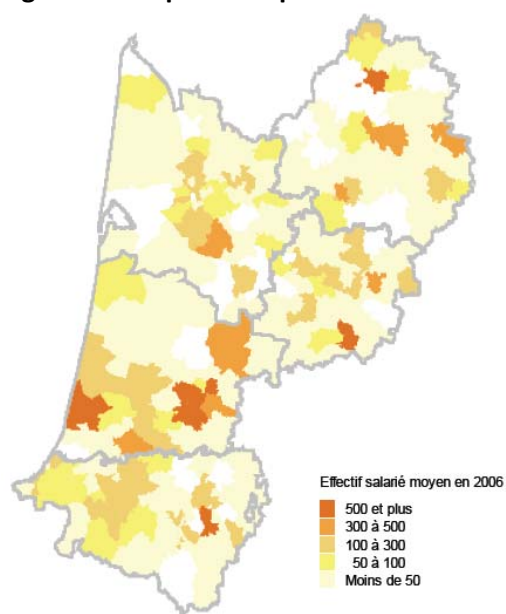 Effectif salarié moyen en 2006
500 et plus
300 à 500
100 à 300
50 à 100
Moins de 50